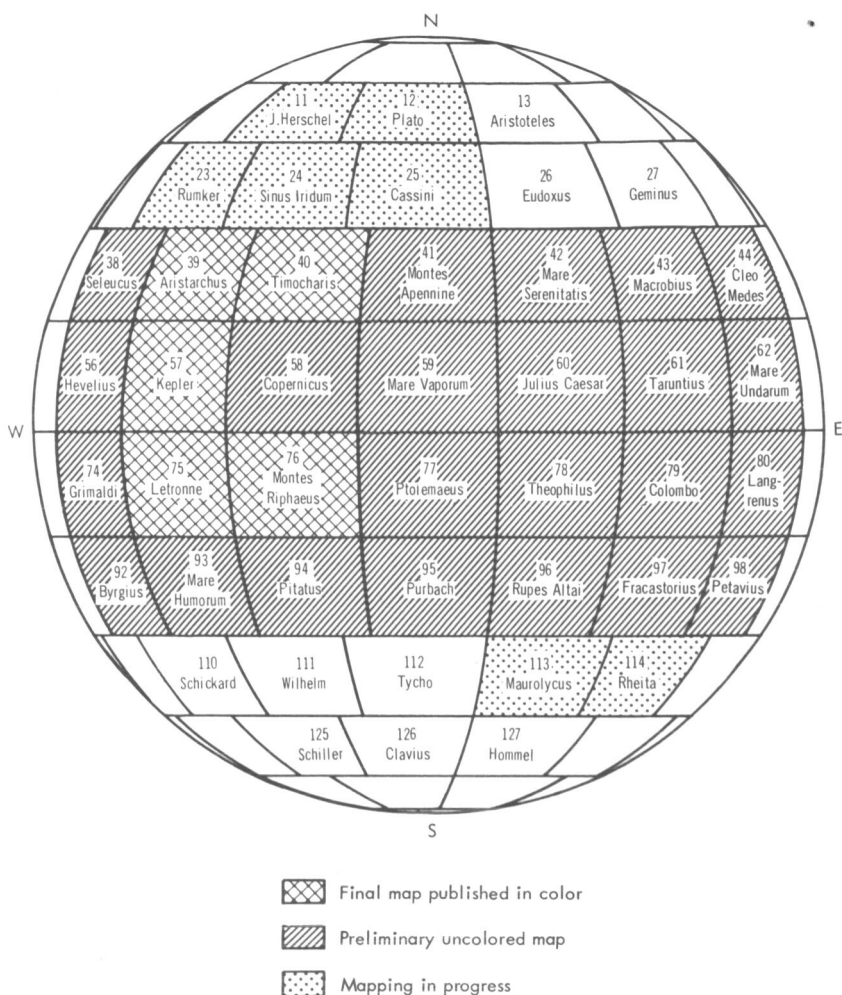 N
11
J.Herschel
12
Plato
13
Aristoteles
23
Rumker
24
Sinus Iridum
25
Cassini
26
Eudoxus
27
Geminus
38
Seleucus
39
Aristarchus
40
Timocharis
41
Montes
Apennine
42
Mare
Serenitatis
43
Macrobius
44
Cleo
Medes
56
Hevelius
57
Kepler
58
Copernicus
59
Mare Vaporum
60
Julius Caesar
61
Taruntius
62
Mare
Undarum
W
E
74
Grimaldi
75
Letronne
76
Montes
Riphaeus
77
Ptolemaeus
78
Theophilus
79
Colombo
80
Lang-
renus
92
Byrgius
93
Mare
Humorum
94
Pitatus
95
Purbach
96
Rupes Altai
97
Fracastorius
98
Petavius
110
Schickard
111
Wilhelm
112
Tycho
113
Maurolycus
114
Rheita
125
Schiller
126
Clavius
127
Hommel
S
Final map published in color
Preliminary uncolored map
Mapping in progress